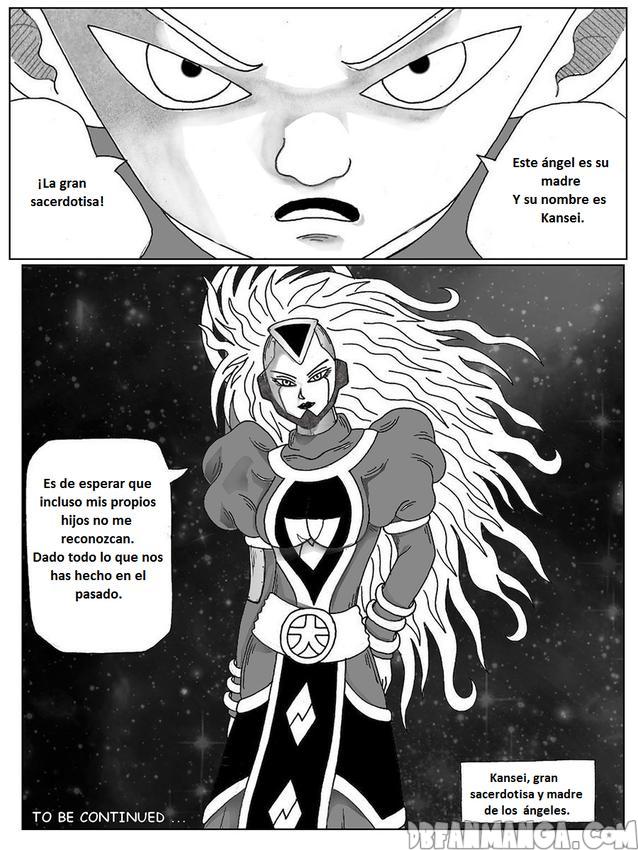 ¡La gran
sacerdotisa!
Este ángel es su
madre
Y su nombre es
Kansei.
Es de esperar que
incluso mis propios
hijos no me
reconozcan.
Dado todo lo que nos
has hecho en el
pasado.
大
Kansei, gran
sacerdotisa y madre
de los ángeles.
TO BE CONTINUED ...
DBFANMANGA.COM